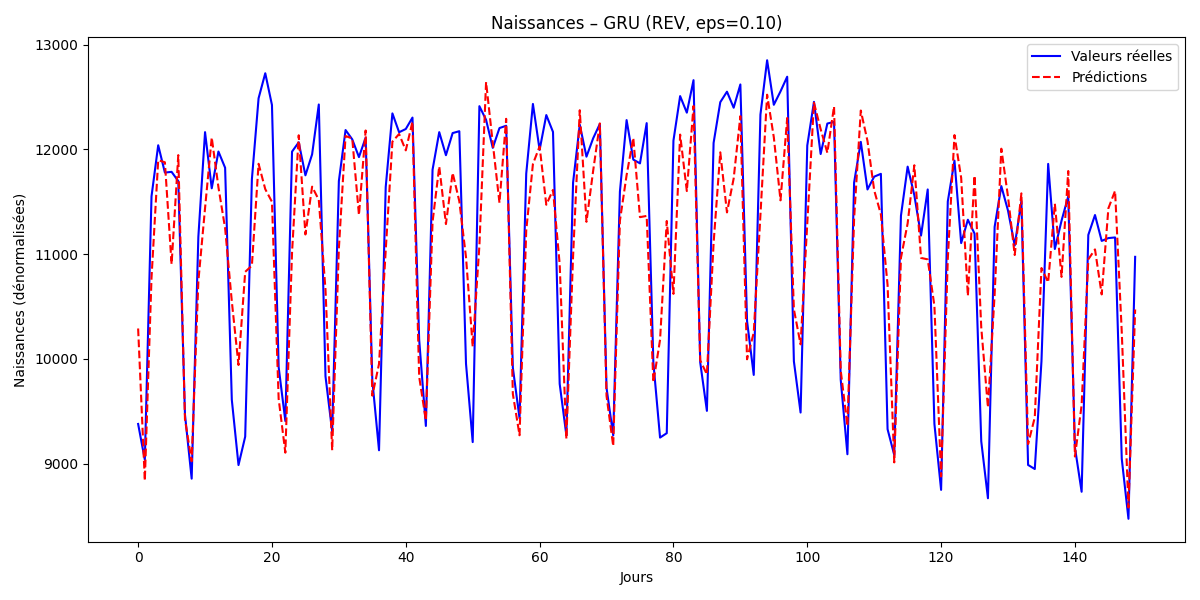 Naissances – GRU (REV, eps=0.10)
Valeurs réelles
Prédictions
Naissances (dénormalisées)
13000
12000
11000
10000
9000
0 20 40 60 80 100 120 140
Jours